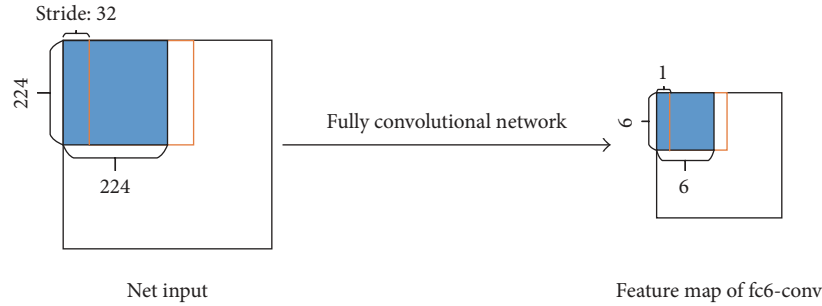 Stride: 32
224
224
Net input
Fully convolutional network
1
6
6
Feature map of fc6-conv